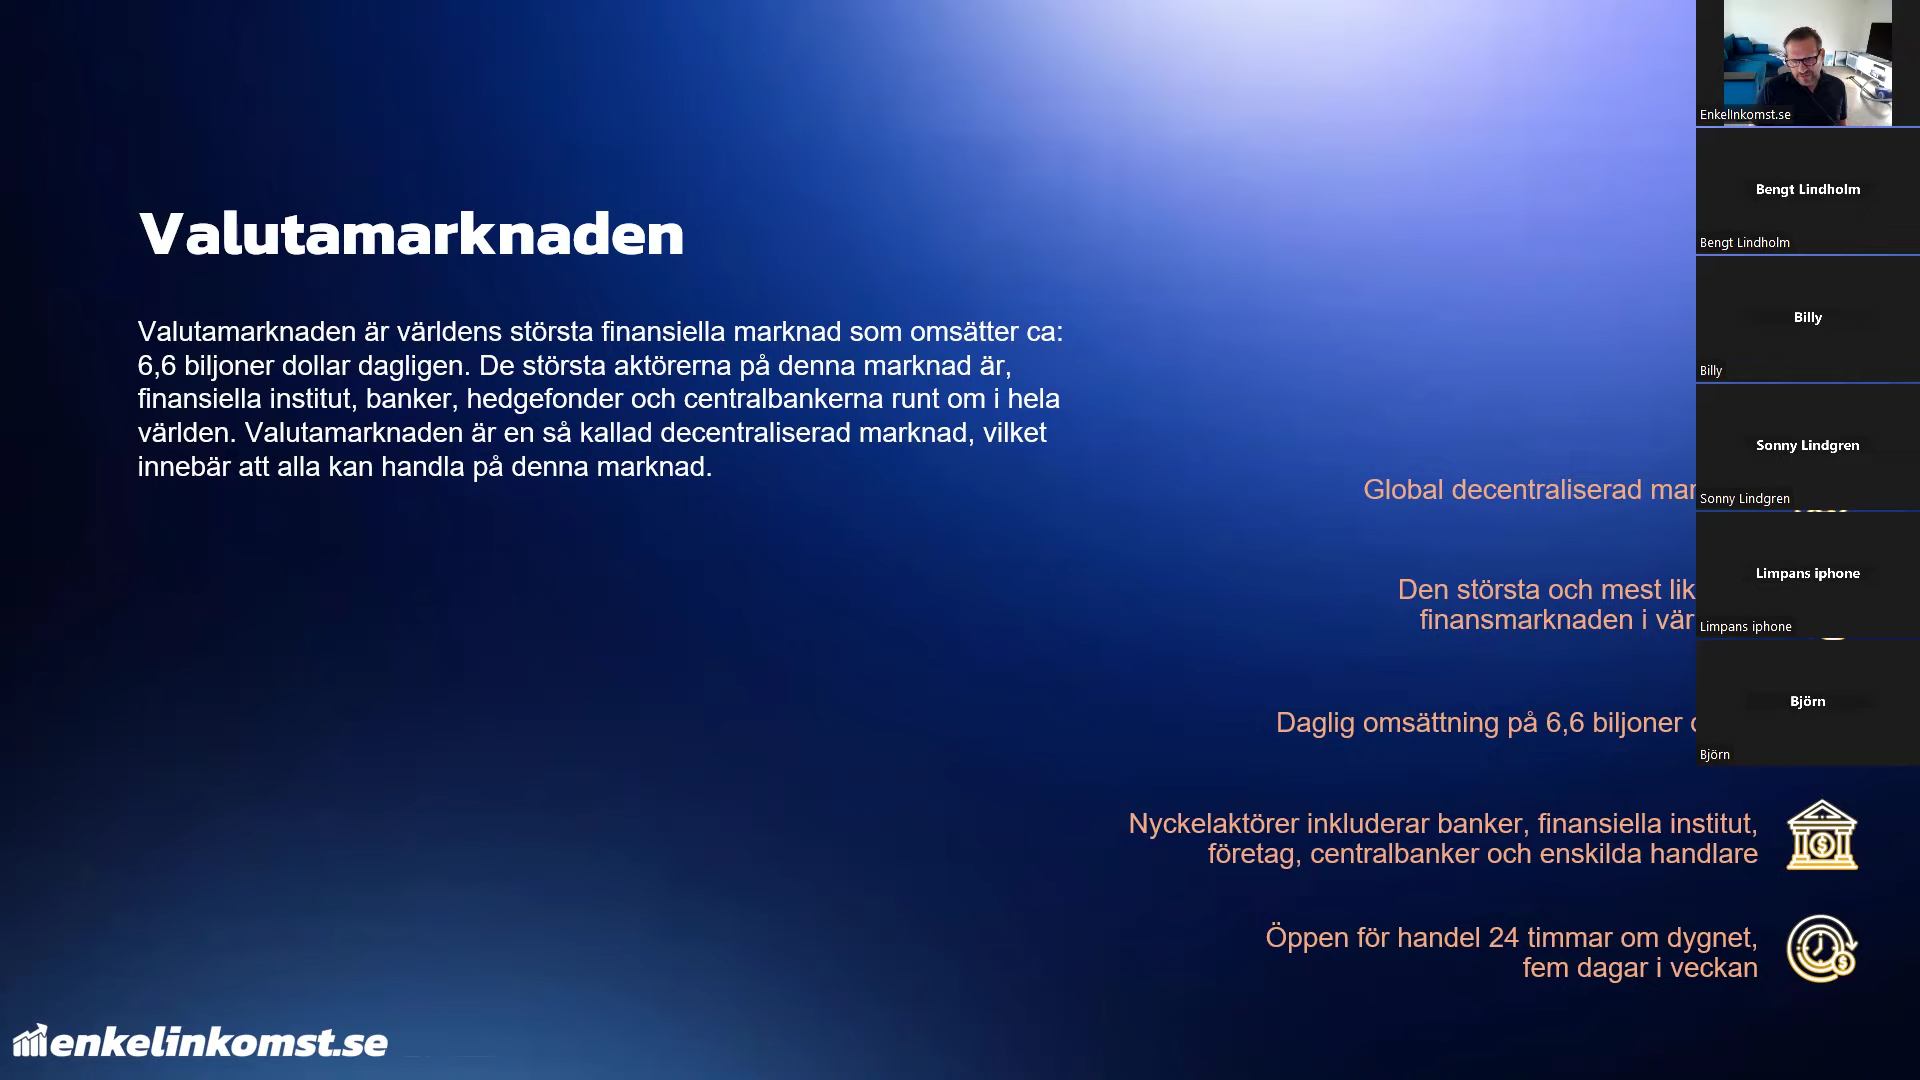 Valutamarknaden
Valutamarknaden är världens största finansiella marknad som omsätter ca:
6,6 biljoner dollar dagligen. De största aktörerna på denna marknad är,
finansiella institut, banker, hedgefonder och centralbankerna runt om i hela
världen. Valutamarknaden är en så kallad decentraliserad marknad, vilket
innebär att alla kan handla på denna marknad.
Global decentraliserad mar
Den största och mest lik
finansmarknaden i vär
Daglig omsättning på 6,6 biljoner
Nyckelaktörer inkluderar banker, finansiella institut,
företag, centralbanker och enskilda handlare
Öppen för handel 24 timmar om dygnet,
fem dagar i veckan
enkelinkomst.se
EnkelInkomst.se
Bengt Lindholm
Bengt Lindholm
Billy
Billy
Sonny Lindgren
Sonny Lindgren
Limpans iphone
Limpans iphone
Björn
Björn